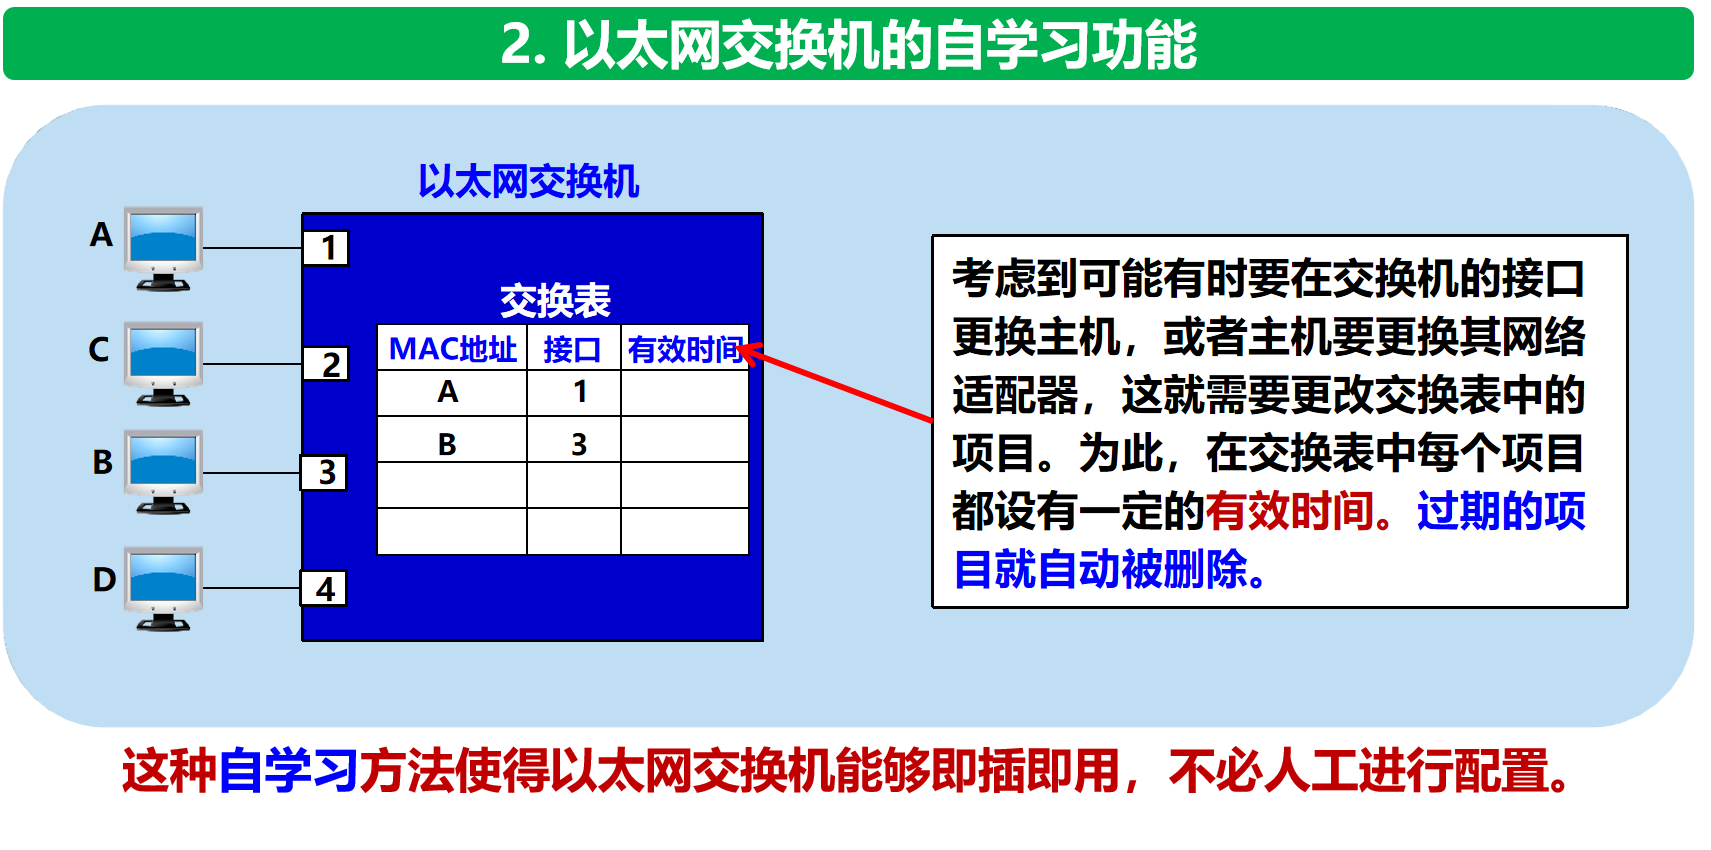 2. 以太网交换机的自学习功能
以太网交换机
A
1
C
2
B
3
D
4
交换表
MAC地址 接口 有效时间
A 1
B 3
考虑到可能有时要在交换机的接口
更换主机，或者主机要更换其网络
适配器，这就需要更改交换表中的
项目。为此，在交换表中每个项目
都设有一定的有效时间。过期的项
目就自动被删除。
这种自学习方法使得以太网交换机能够即插即用，不必人工进行配置。